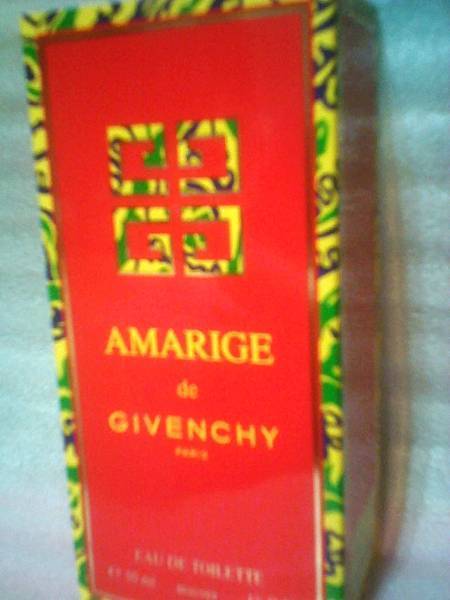 AMARIGE
de
GIVENCHY
PARIS
EAU DE TOILETTE